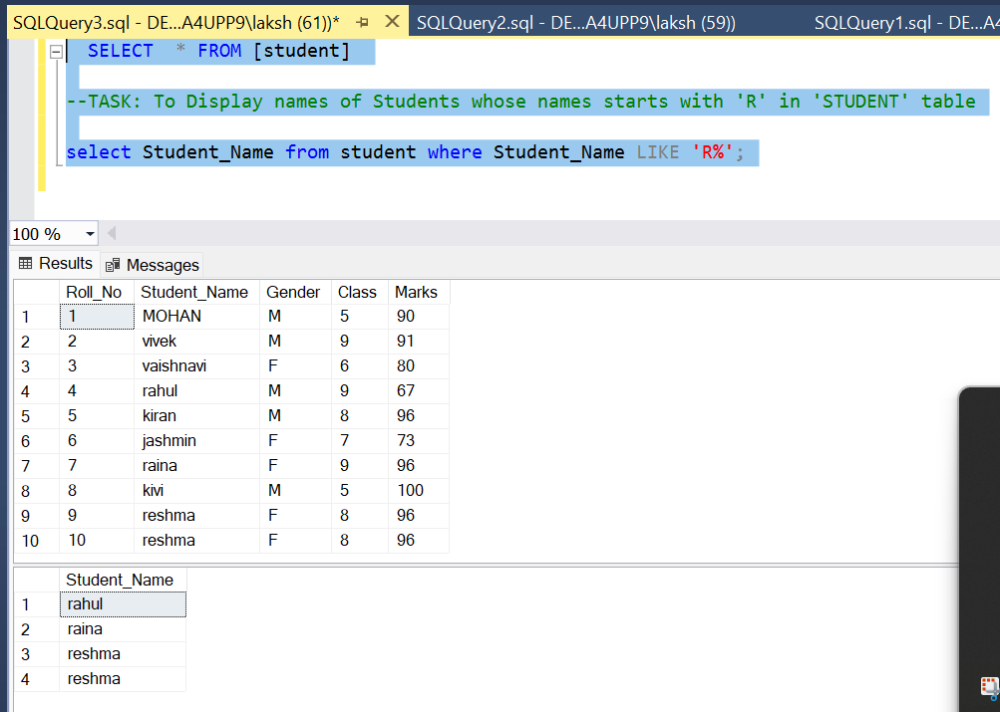 SQLQuery3.sql - DE...A4UPP9\laksh (61))* SQLQuery2.sql - DE...A4UPP9\laksh (59)) SQLQuery1.sql - DE...A4
SELECT * FROM [student]
--TASK: To Display names of Students whose names starts with 'R' in 'STUDENT' table
select Student_Name from student where Student_Name LIKE 'R%';
100 %
Results Messages
Roll_No Student_Name Gender Class Marks
1 1 MOHAN M 5 90
2 2 vivek M 9 91
3 3 vaishnavi F 6 80
4 4 rahul M 9 67
5 5 kiran M 8 96
6 6 jashmin F 7 73
7 7 raina F 9 96
8 8 kivi M 5 100
9 9 reshma F 8 96
10 10 reshma F 8 96
Student_Name
1 rahul
2 raina
3 reshma
4 reshma